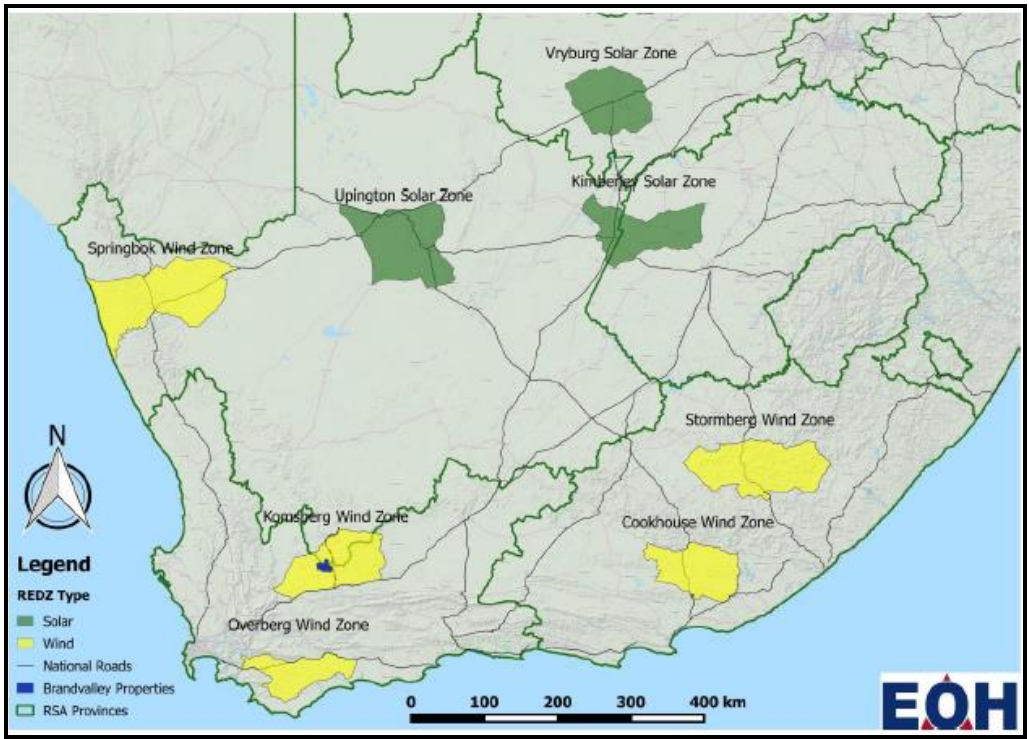 Vryburg Solar Zone
Kimberley Solar Zone
Upington Solar Zone
Springbok Wind Zone
Stormberg Wind Zone
N
Komsberg Wind Zone
Cookhouse Wind Zone
Legend
REDZ Type
Solar
Wind
National Roads
Brandvalley Properties
RSA Provinces
Overberg Wind Zone
0 100 200 300 400 km
EOH